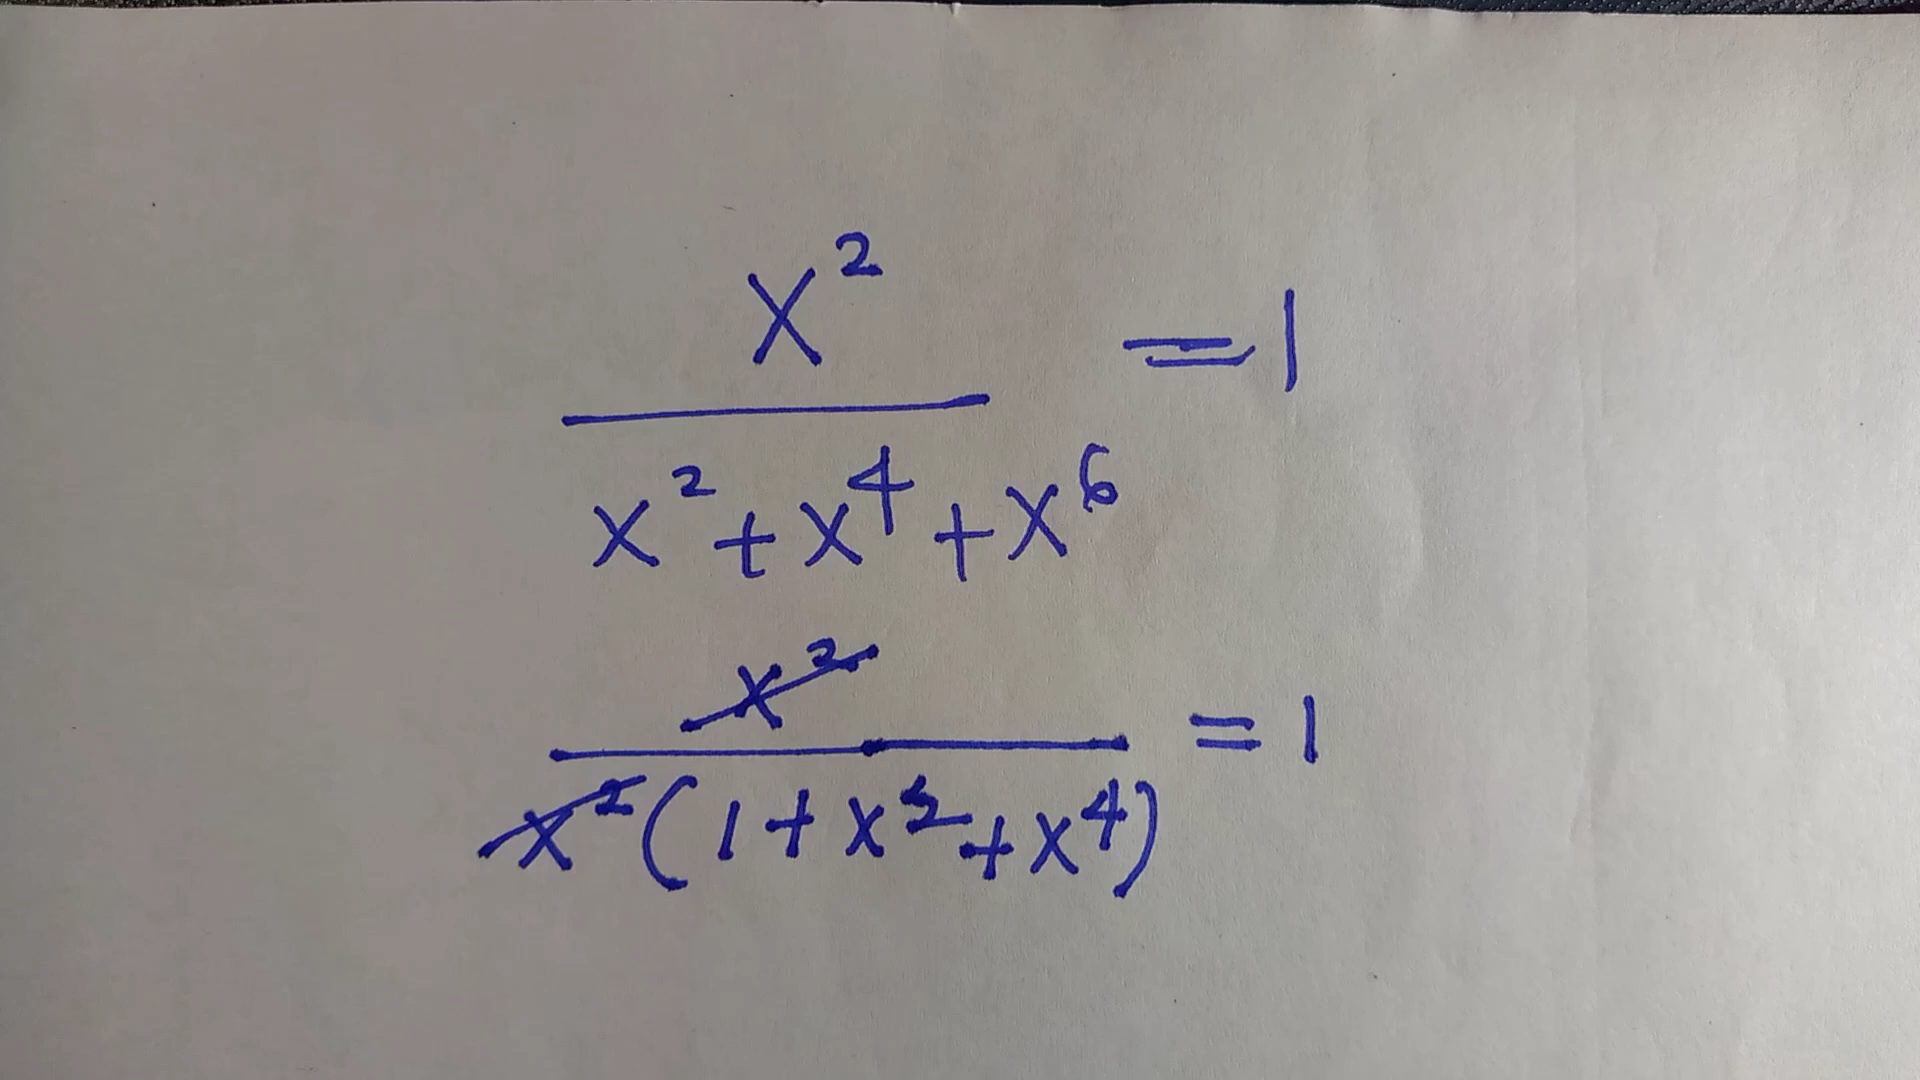 x² / (x² + x⁴ + x⁶) = 1
x² / (x²(1 + x² + x⁴)) = 1